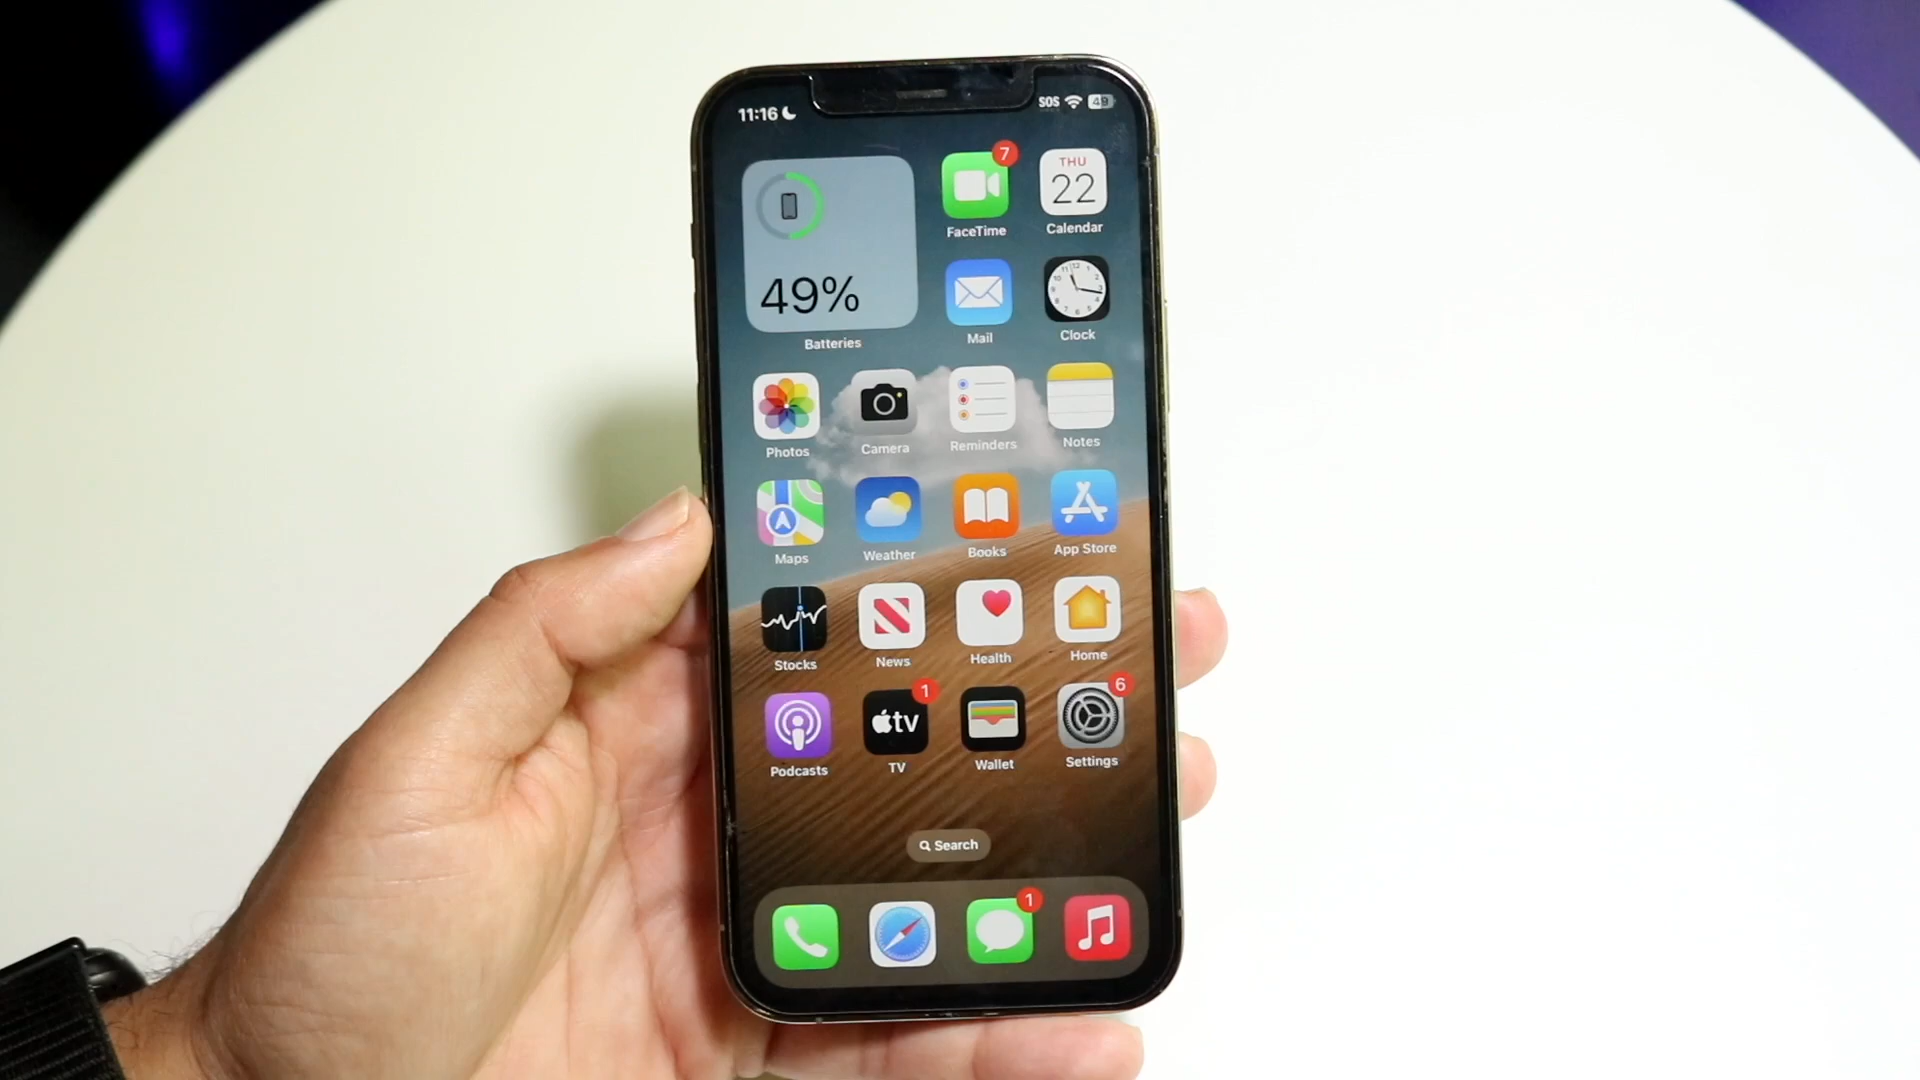 11:16
SOS 49
7
THU
22
FaceTime
Calendar
49%
Batteries
Mail
Clock
Photos
Camera
Reminders
Notes
Maps
Weather
Books
App Store
Stocks
News
Health
Home
1
6
tv
Podcasts
TV
Wallet
Settings
Search
1